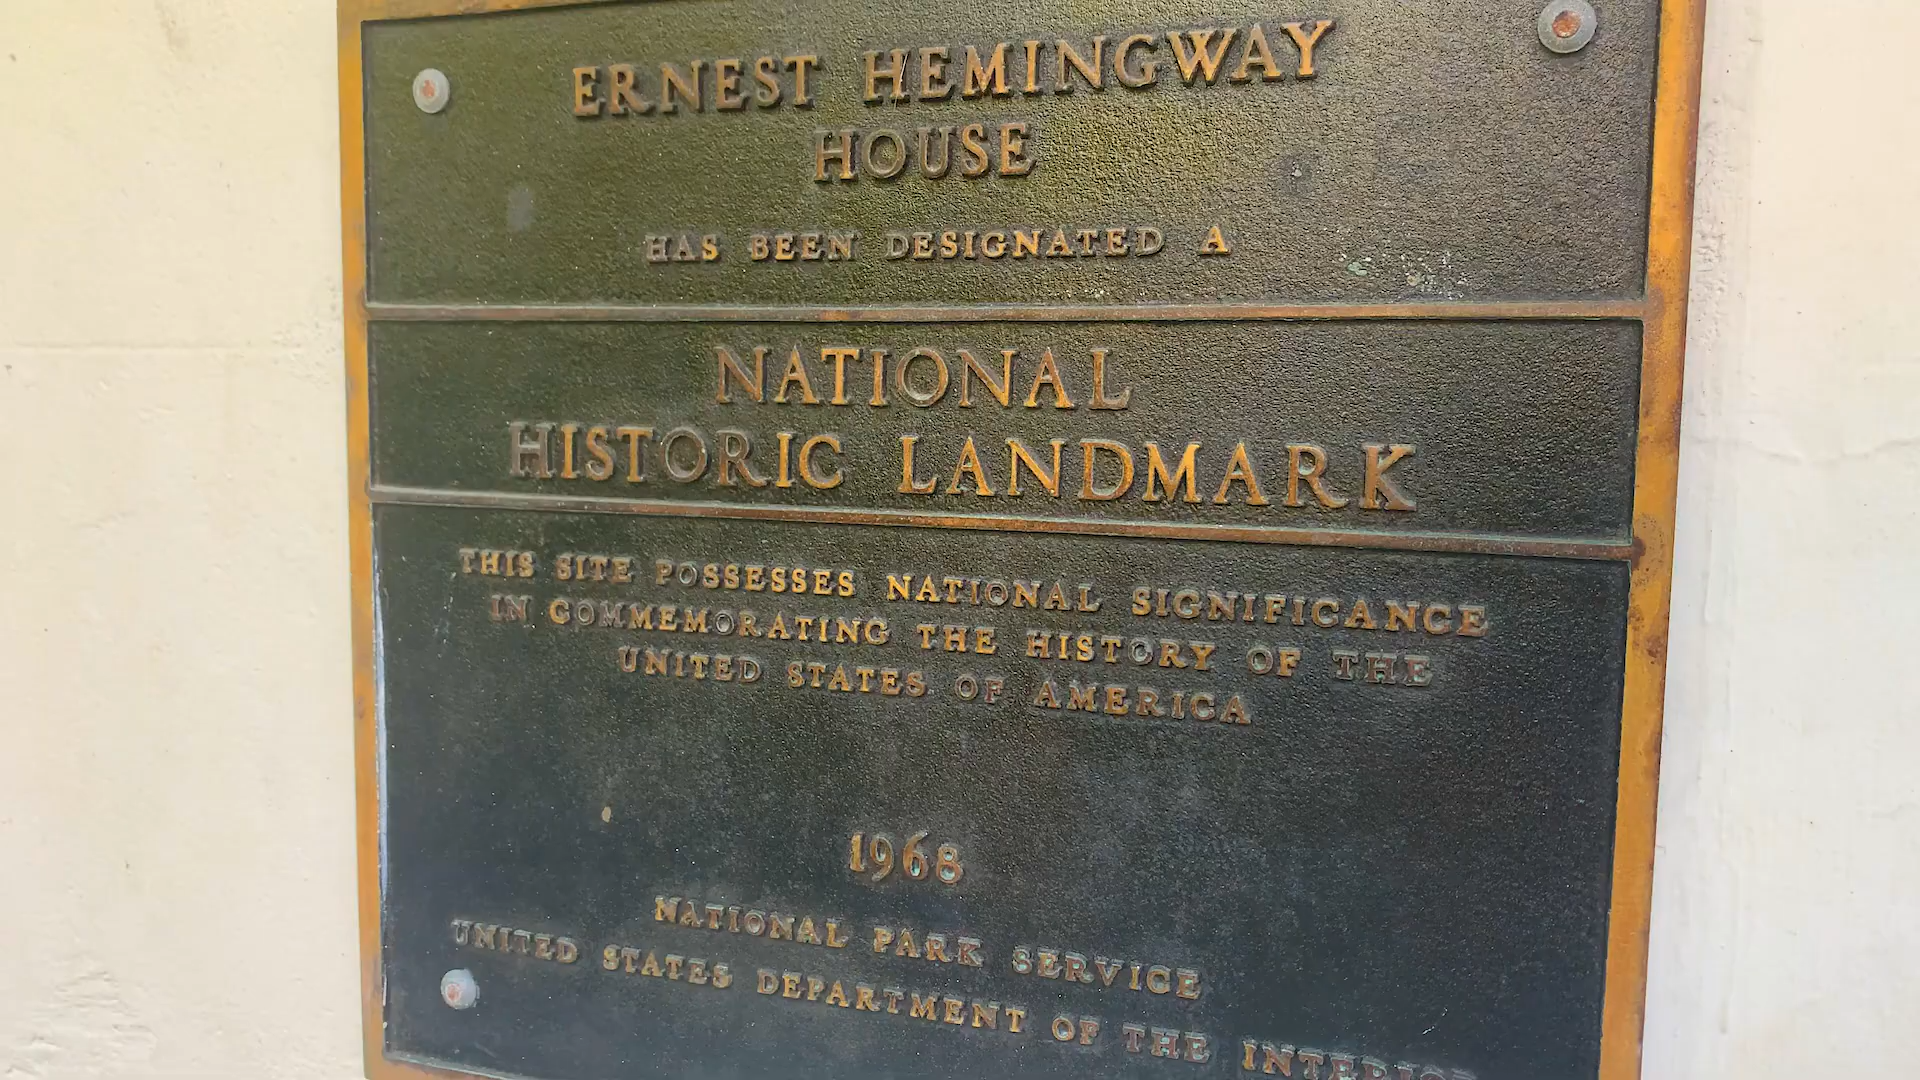 ERNEST HEMINGWAY
HOUSE
HAS BEEN DESIGNATED A
NATIONAL
HISTORIC LANDMARK
THIS SITE POSSESSES NATIONAL SIGNIFICANCE
IN COMMEMORATING THE HISTORY OF THE
UNITED STATES OF AMERICA
1968
NATIONAL PARK SERVICE
UNITED STATES DEPARTMENT OF THE INTERIOR